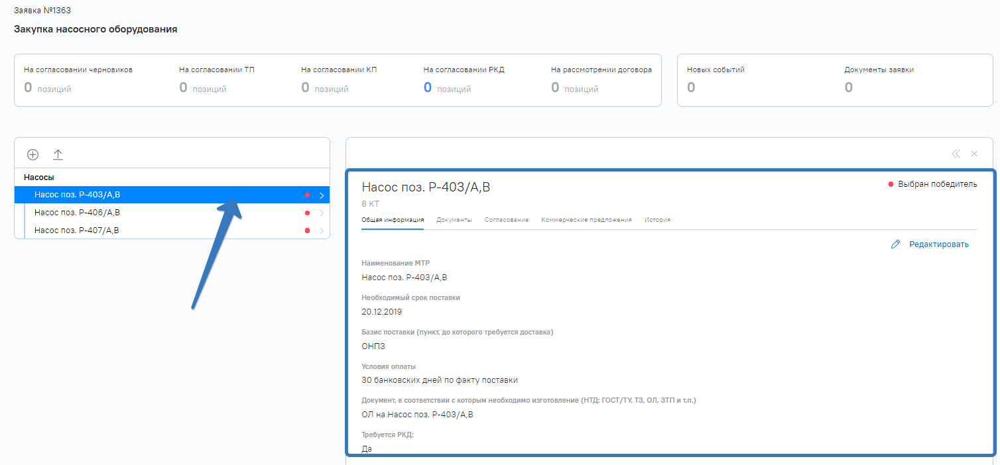 Заявка №1363
Закупка насосного оборудования
На согласовании черновиков
0 позиций
На согласовании ТП
0 позиций
На согласовании КП
0 позиций
На согласовании РКД
0 позиций
На рассмотрении договора
0 позиций
Новых событий
0
Документы заявки
0
Насосы
Насос поз. Р-403/А,В
Насос поз. Р-406/А,В
Насос поз. Р-407/А,В
Насос поз. Р-403/А,В
Выбран победитель
8 КТ
Общая информация Документы Согласование Коммерческие предложения История
Редактировать
Наименование МТР
Насос поз. Р-403/А,В
Необходимый срок поставки
20.12.2019
Базис поставки (пункт, до которого требуется доставка)
ОНПЗ
Условия оплаты
30 банковских дней по факту поставки
Документ, в соответствии с которым необходимо изготовление (НТД: ГОСТ/ТУ, ТЗ, ОЛ, ЗТП и т.п.)
ОЛ на Насос поз. Р-403/А,В
Требуется РКД:
Да